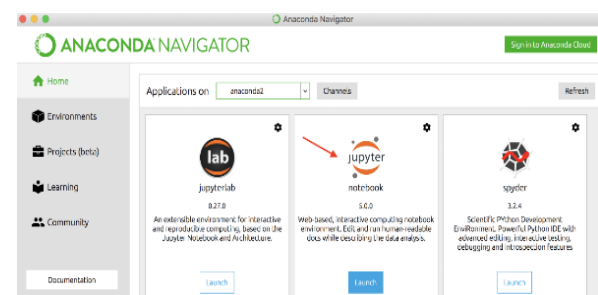 Anaconda Navigator
ANACONDA NAVIGATOR
Sign in to Anaconda Cloud
Home
Applications on anaconda2 Channels Refresh
Environments
Projects (beta)
Learning
Community
Documentation
lab
jupyterlab
0.27.0
An extensible environment for interactive
and reproducible computing, based on the
Jupyter Notebook and Architecture.
Launch
jupyter
notebook
5.0.0
Web-based, interactive computing notebook
environment. Edit and run human-readable
docs while describing the data analysis.
Launch
spyder
3.2.4
Scientific PYthon Development
EnviRonment. Powerful Python IDE with
advanced editing, interactive testing,
debugging and introspection features
Launch